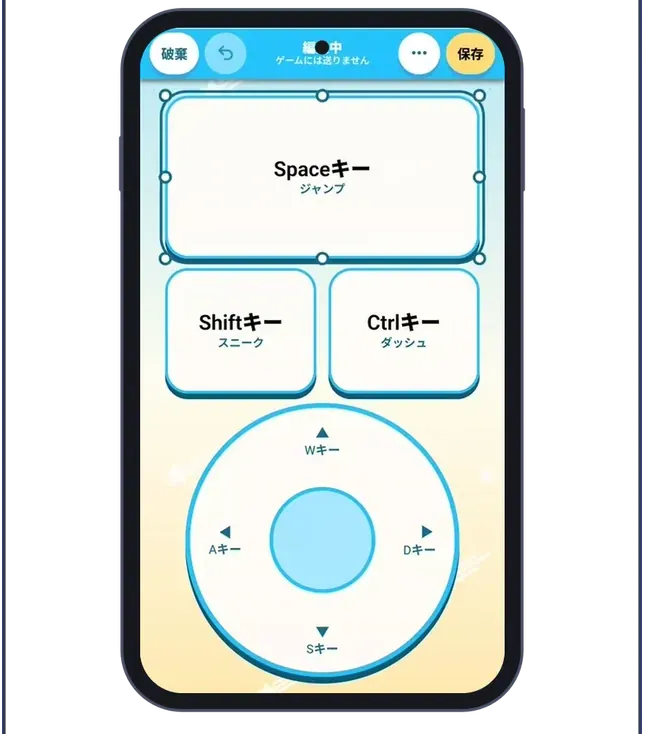 破棄
ゲームには送りません
保存
Spaceキー
ジャンプ
Shiftキー
スニーク
Ctrlキー
ダッシュ
Wキー
Aキー
Dキー
Sキー